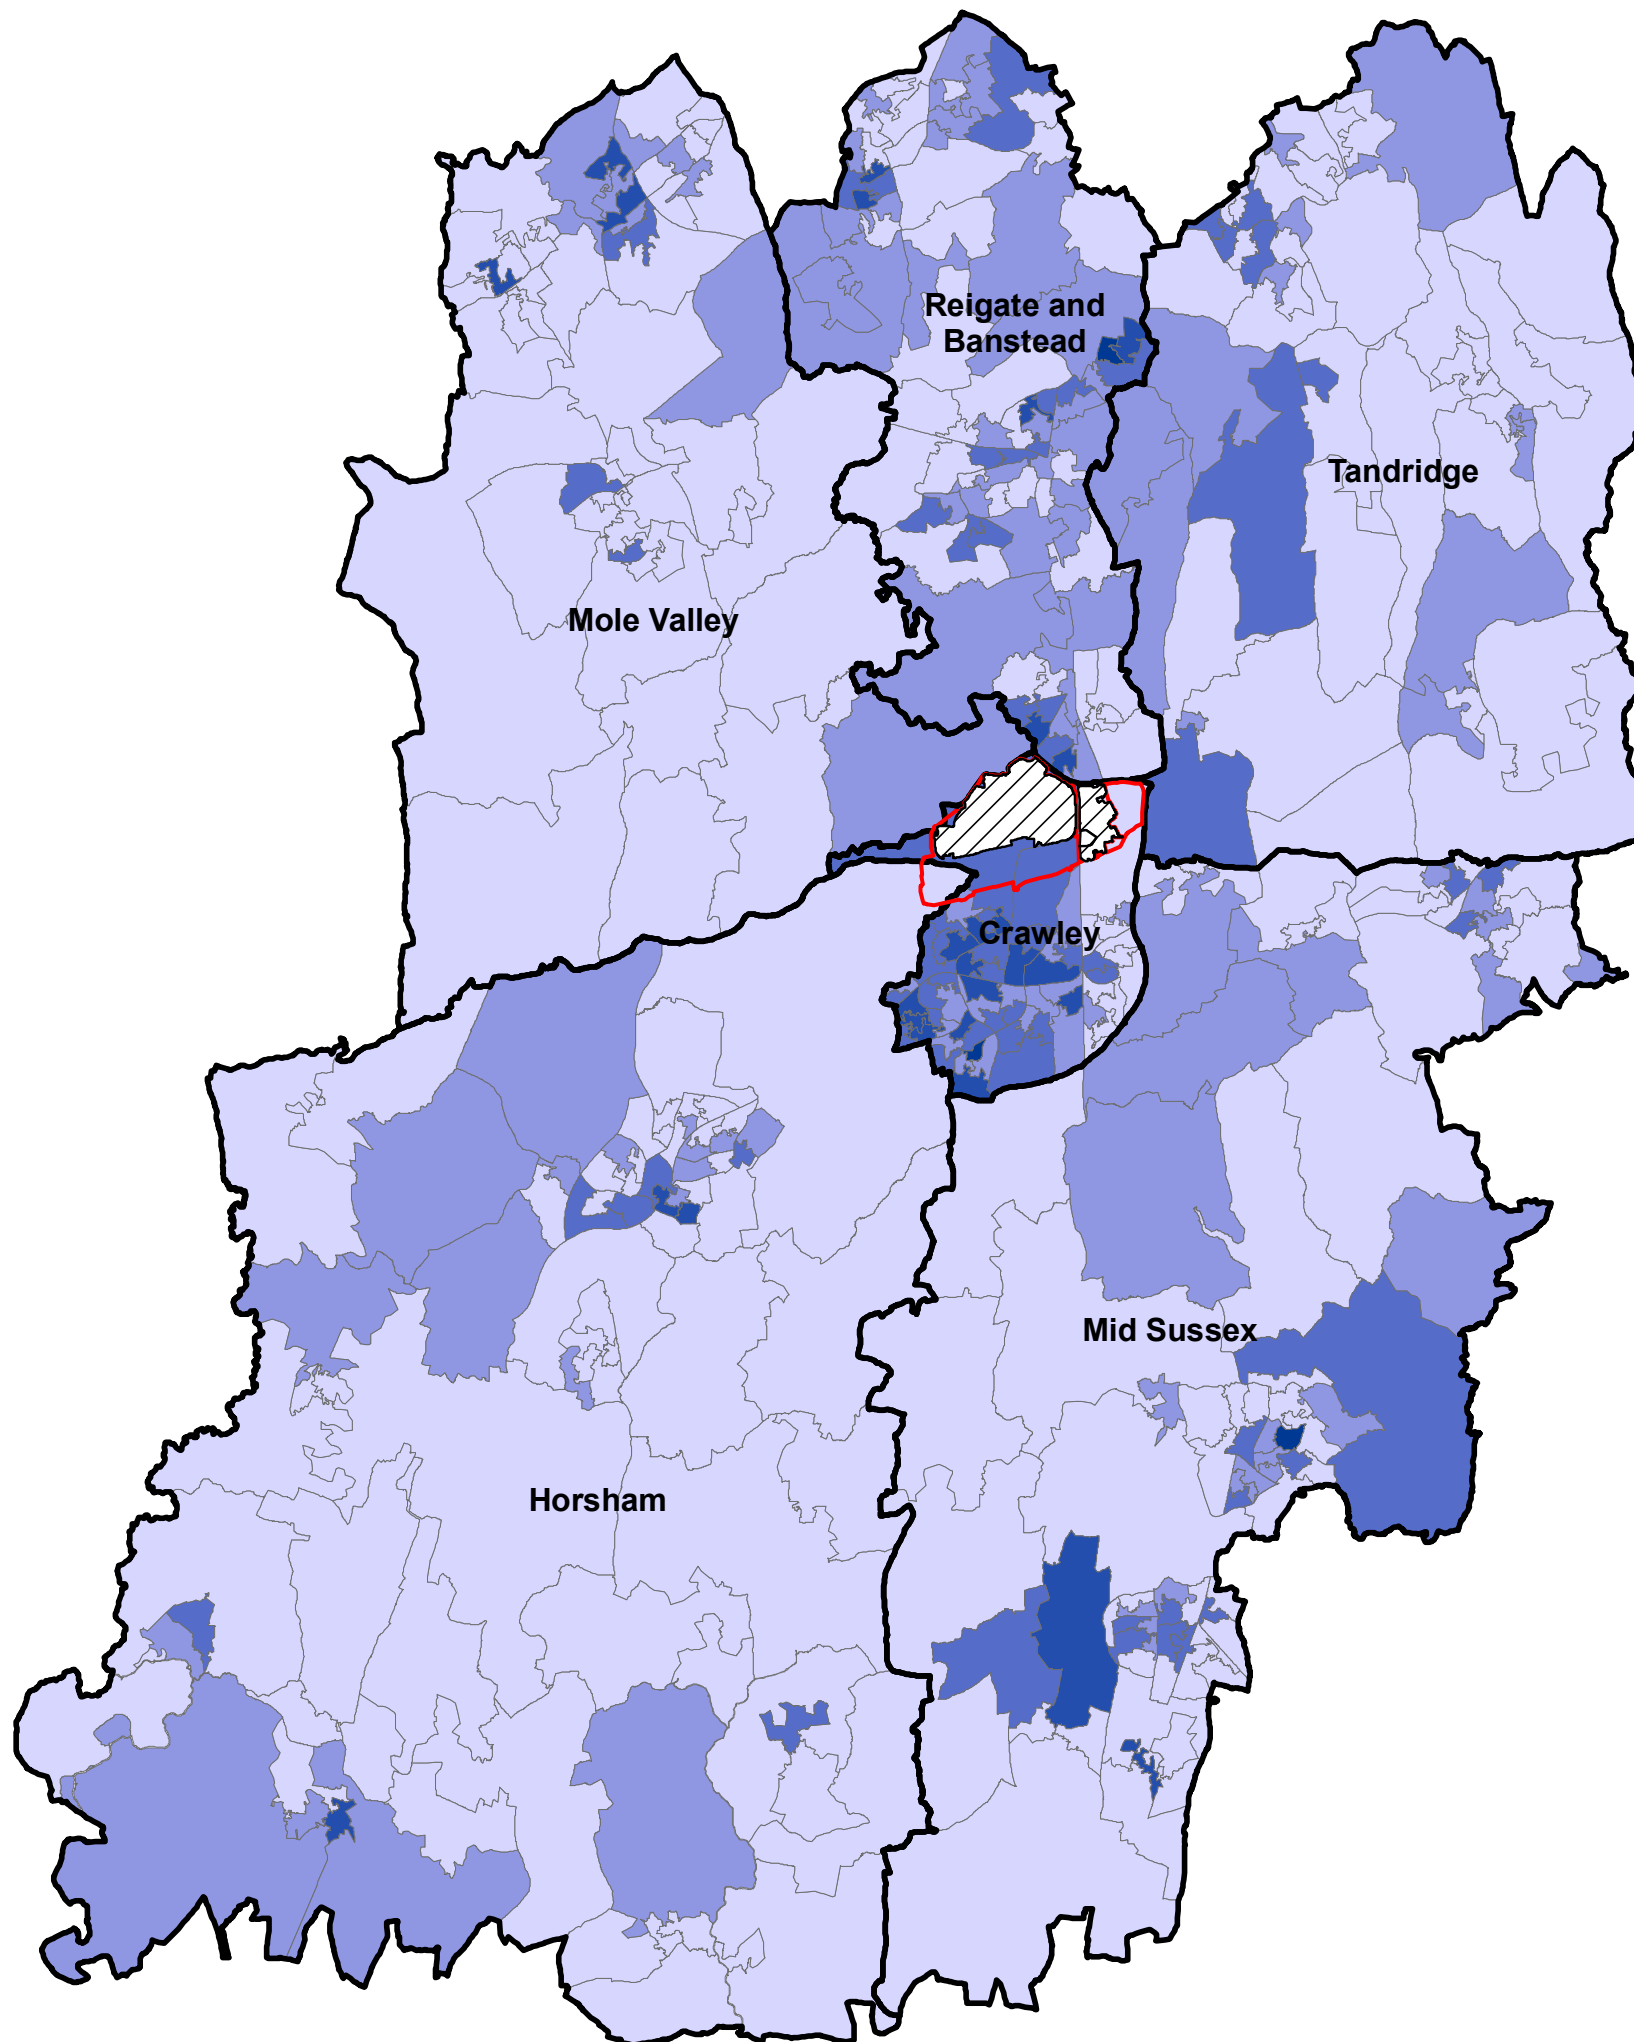 Reigate and
Banstead
Tandridge
Mole Valley
Crawley
Mid Sussex
Horsham